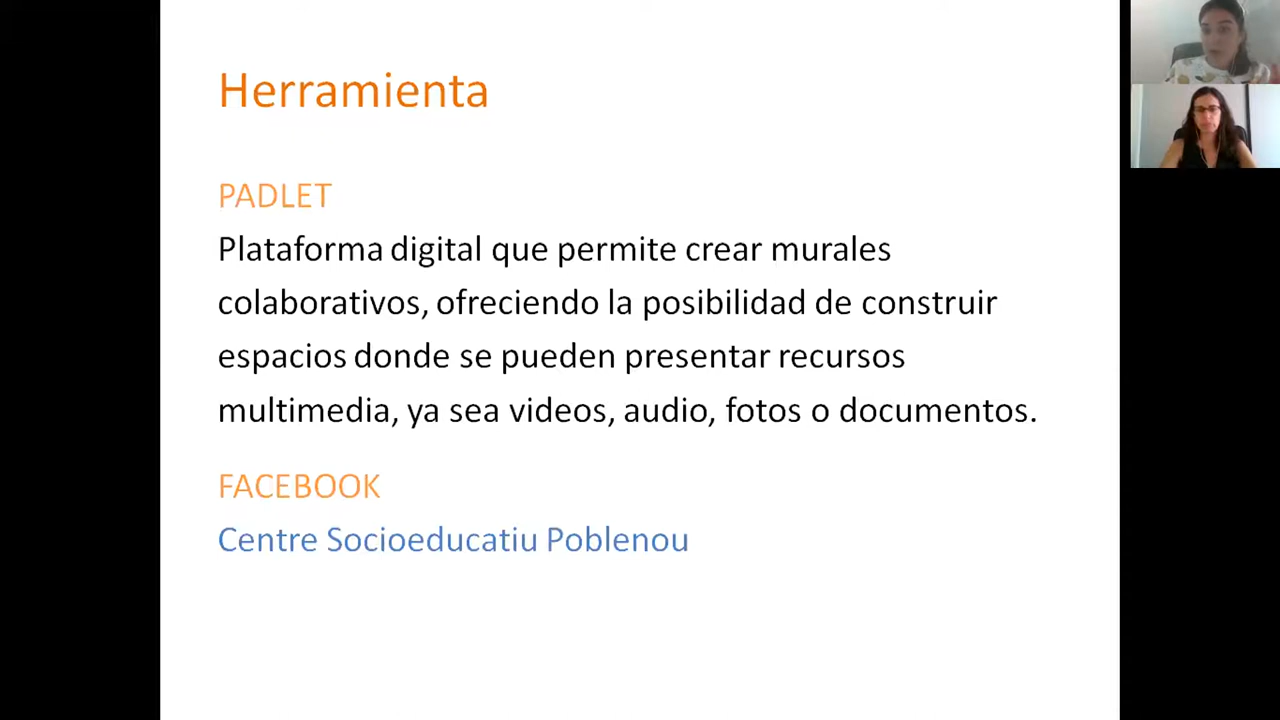 Herramienta
PADLET
Plataforma digital que permite crear murales
colaborativos, ofreciendo la posibilidad de construir
espacios donde se pueden presentar recursos
multimedia, ya sea videos, audio, fotos o documentos.
FACEBOOK
Centre Socioeducatiu Poblenou